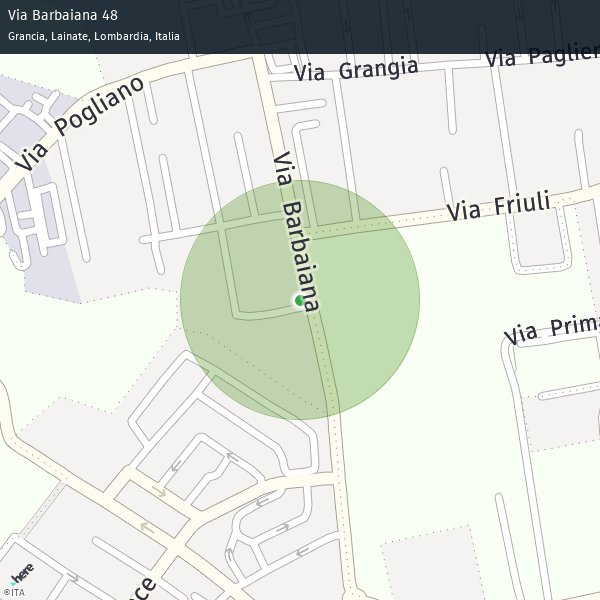 Via Barbaiana 48
Grancia, Lainate, Lombardia, Italia
Via Grangia
Via Paglier
Via Pogliano
Via Barbaiana
Via Friuli
Via Prima
here
©ITA